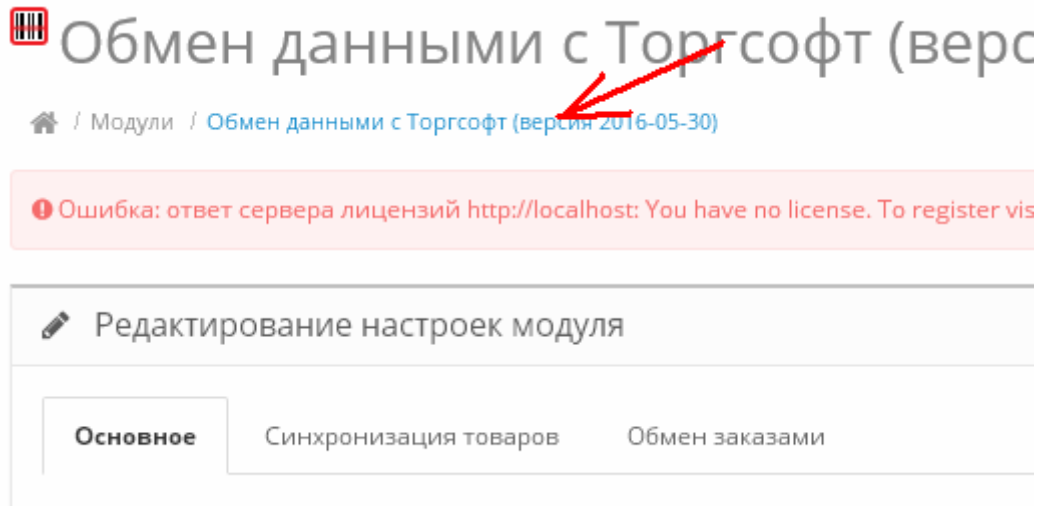 Обмен данными с Торгсофт (верс
/ Модули / Обмен данными с Торгсофт (версия 2016-05-30)
Ошибка: ответ сервера лицензий http://localhost: You have no license. To register vis
Редактирование настроек модуля
Основное Синхронизация товаров Обмен заказами